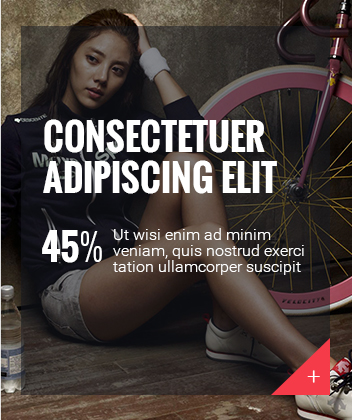 CONSECTETUER
ADIPISCING ELIT
45%
Ut wisi enim ad minim
veniam, quis nostrud exerci
tation ullamcorper suscipit
+